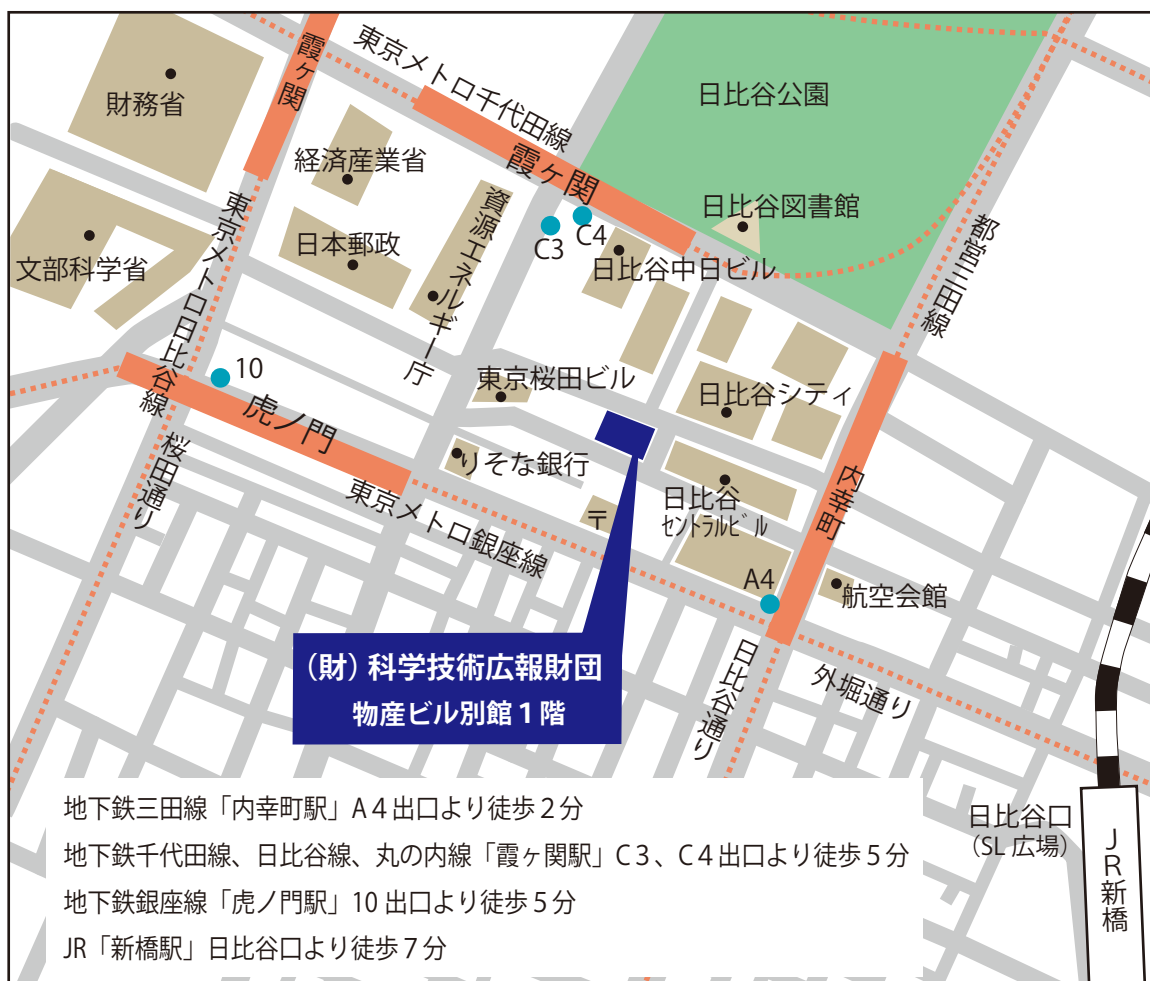 霞ヶ関
財務省
東京メトロ千代田線
日比谷公園
経済産業省
霞ヶ関
資源エネルギー庁
日比谷図書館
東京メトロ日比谷線
C3
C4
都営三田線
文部科学省
日本郵政
日比谷中日ビル
10
虎ノ門
東京桜田ビル
日比谷シティ
桜田通り
りそな銀行
内幸町
東京メトロ銀座線
〒
日比谷
セントラルビル
A4
航空会館
(財)科学技術広報財団
物産ビル別館1階
日比谷通り
外堀通り
地下鉄三田線「内幸町駅」A4出口より徒歩2分
地下鉄千代田線、日比谷線、丸の内線「霞ヶ関駅」C3、C4出口より徒歩5分
地下鉄銀座線「虎ノ門駅」10出口より徒歩5分
JR「新橋駅」日比谷口より徒歩7分
日比谷口
(SL広場)
JR新橋